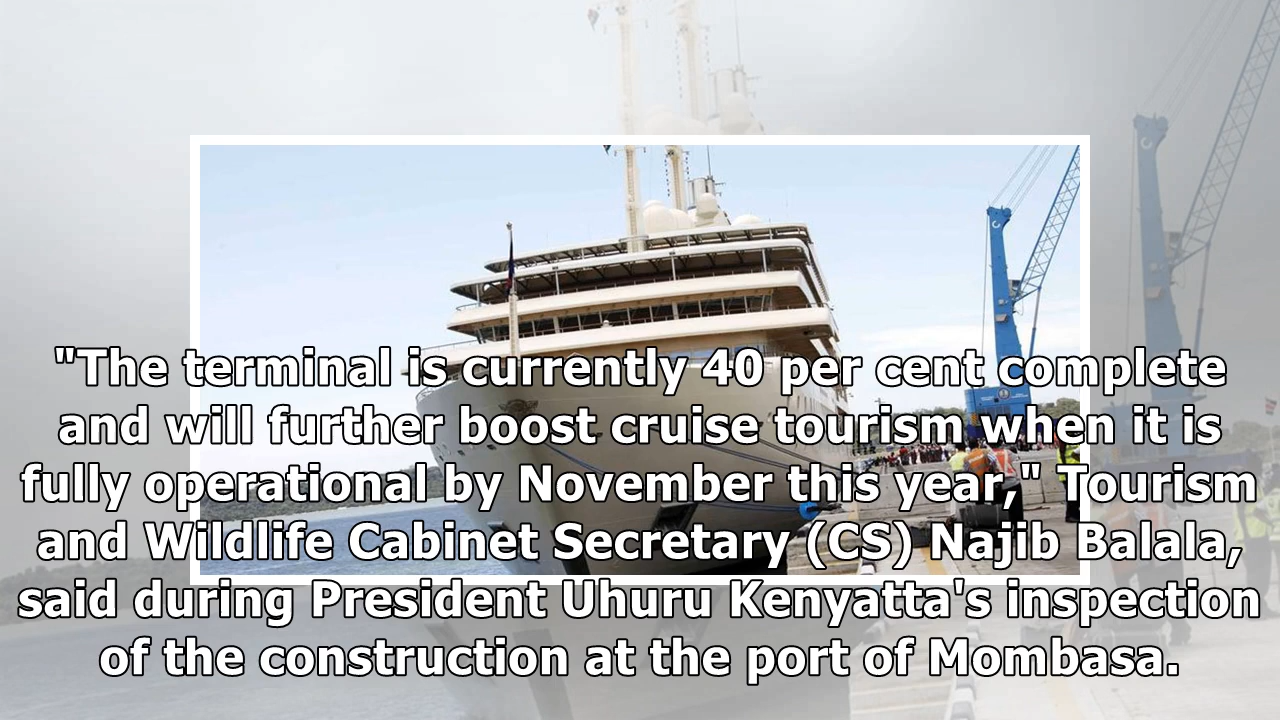 "The terminal is currently 40 per cent complete
and will further boost cruise tourism when it is
fully operational by November this year," Tourism
and Wildlife Cabinet Secretary (CS) Najib Balala,
said during President Uhuru Kenyatta's inspection
of the construction at the port of Mombasa.